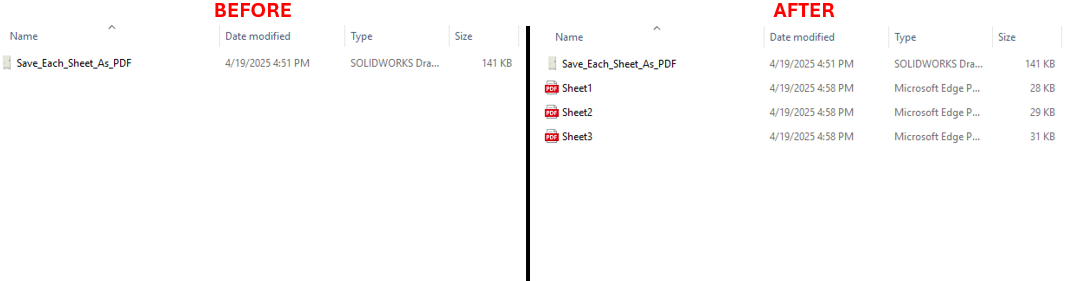 BEFORE
Name Date modified Type Size
Save_Each_Sheet_As_PDF 4/19/2025 4:51 PM SOLIDWORKS Dra... 141 KB
AFTER
Name Date modified Type Size
Save_Each_Sheet_As_PDF 4/19/2025 4:51 PM SOLIDWORKS Dra... 141 KB
PDF Sheet1 4/19/2025 4:58 PM Microsoft Edge P... 28 KB
PDF Sheet2 4/19/2025 4:58 PM Microsoft Edge P... 29 KB
PDF Sheet3 4/19/2025 4:58 PM Microsoft Edge P... 31 KB